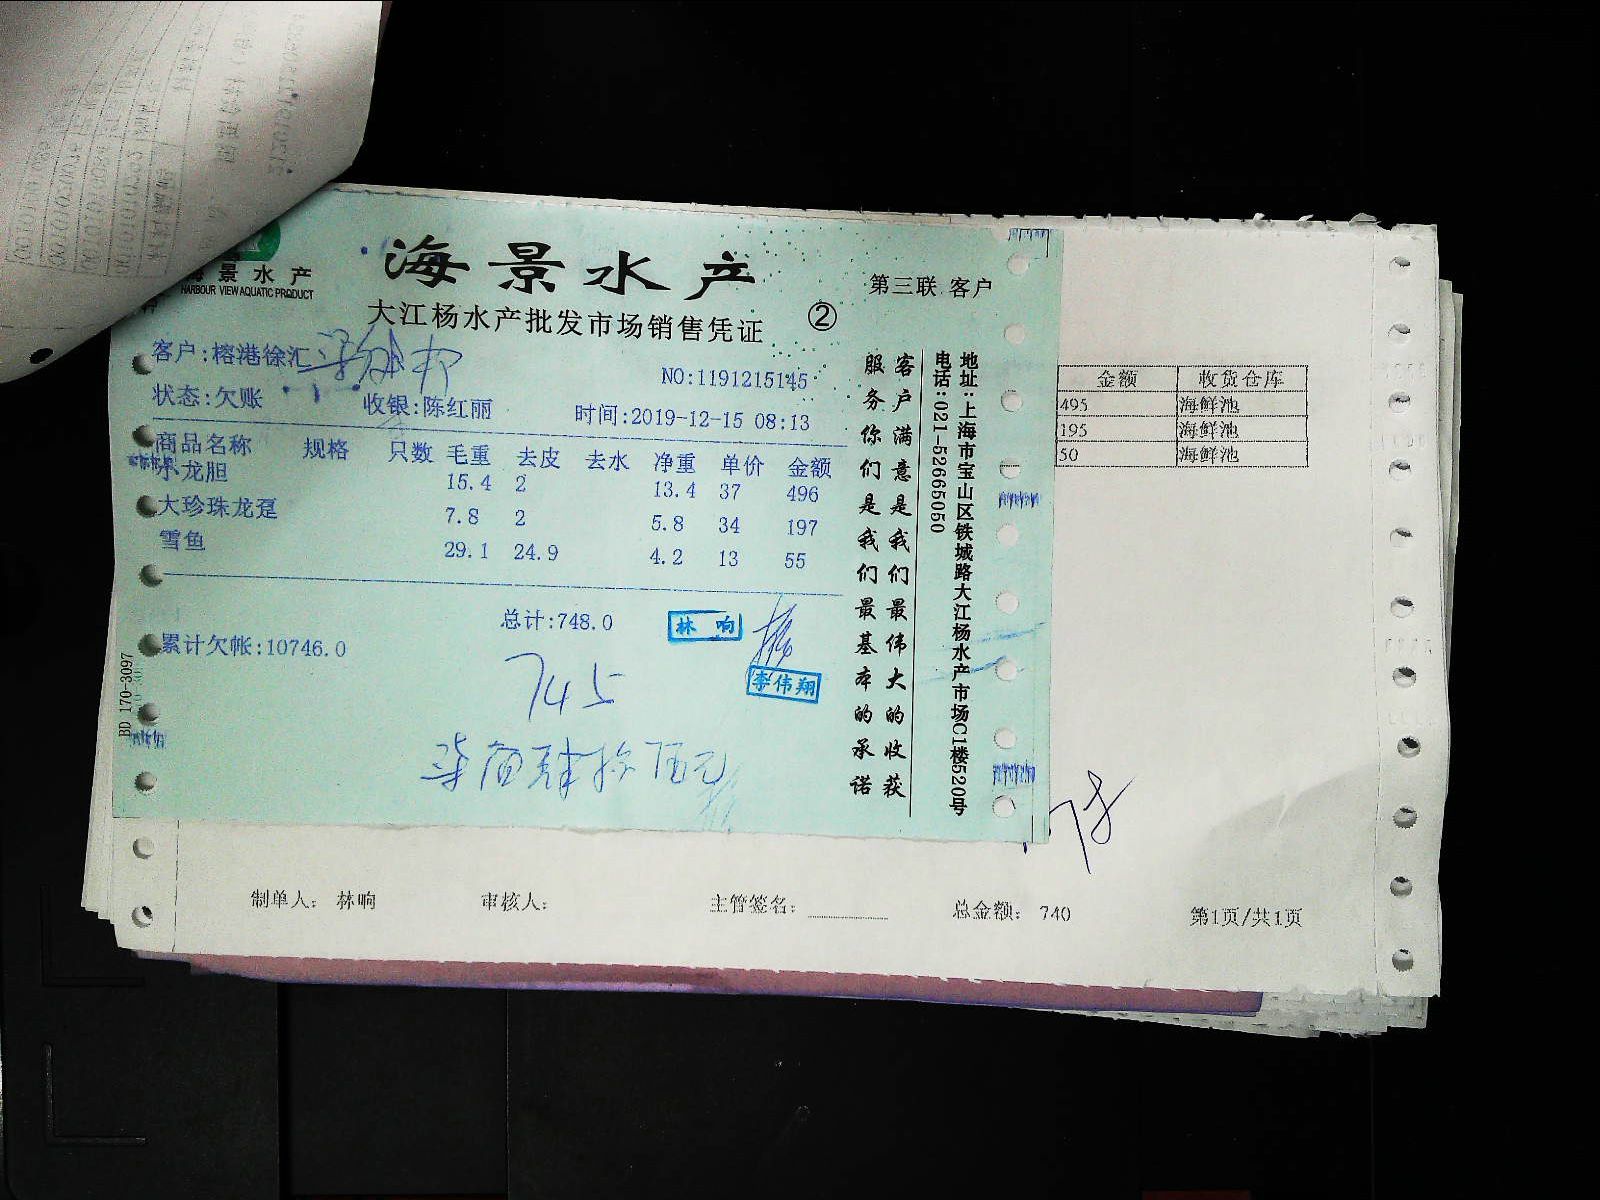 海景水产
HARBOUR VIEW AQUATIC PRODUCT
海景水产
大江杨水产批发市场销售凭证
②
第三联 客户
客户:榕港徐汇
NO:1191215145
状态:欠账 收银:陈红丽 时间:2019-12-15 08:13
商品名称 规格 只数 毛重 去皮 去水 净重 单价 金额
小龙胆 15.4 2 13.4 37 496
大珍珠龙趸 7.8 2 5.8 34 197
雪鱼 29.1 24.9 4.2 13 55
总计:748.0
林响
李伟翔
累计欠帐:10746.0
745
柒佰肆拾伍元
BD 170-3097
客户满意是我们最伟大的收获
服务你们是我们最基本的承诺
地址:上海市宝山区铁城路大江杨水产市场C1楼520号
电话:021-52665050
金额 收货仓库
495 海鲜池
195 海鲜池
50 海鲜池
制单人: 林响 审核人: 主管签名: 总金额: 740 第1页/共1页